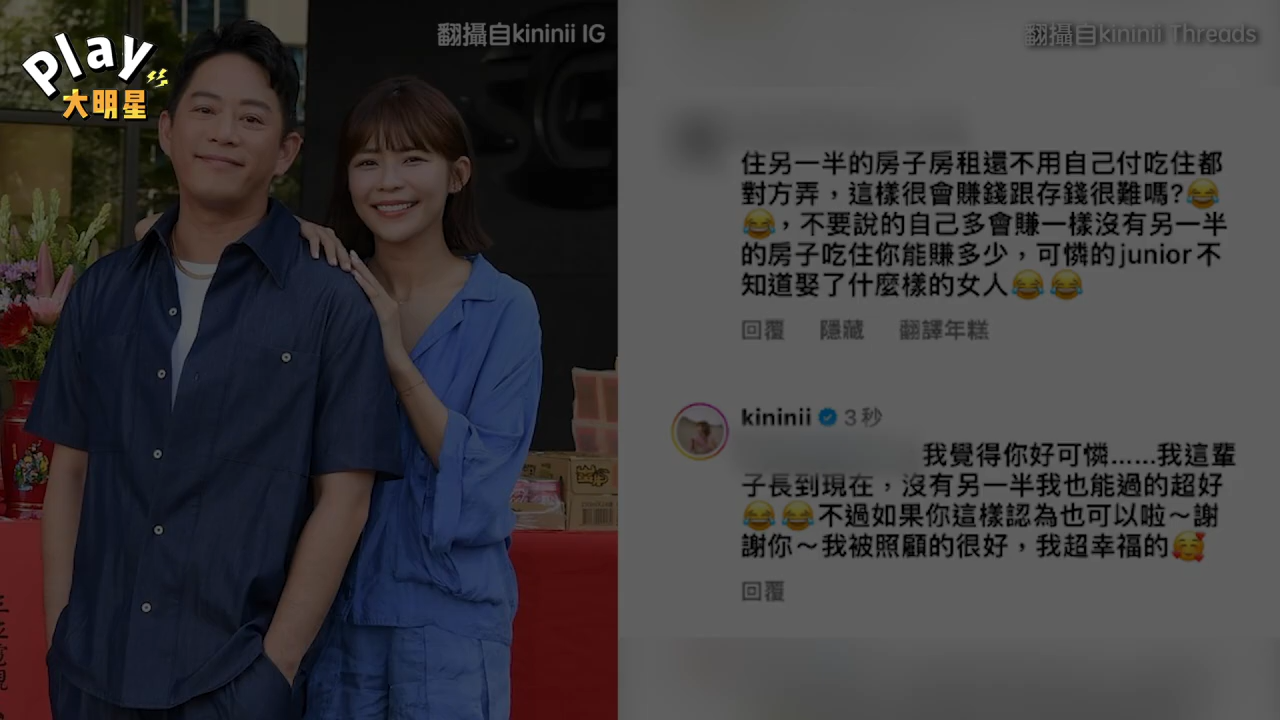 Play
大明星
翻攝自kininii IG
翻攝自kininii Threads
住另一半的房子房租還不用自己付吃住都
對方弄，這樣很會賺錢跟存錢很難嗎?😂
😂，不要說的自己多會賺一樣沒有另一半
的房子吃住你能賺多少，可憐的junior不
知道娶了什麼樣的女人😂😂
回覆 隱藏 翻譯年糕
kininii 3秒
我覺得你好可憐......我這輩
子長到現在，沒有另一半我也能過的超好
😂😂不過如果你這樣認為也可以啦～謝
謝你～我被照顧的很好，我超幸福的🥰
回覆